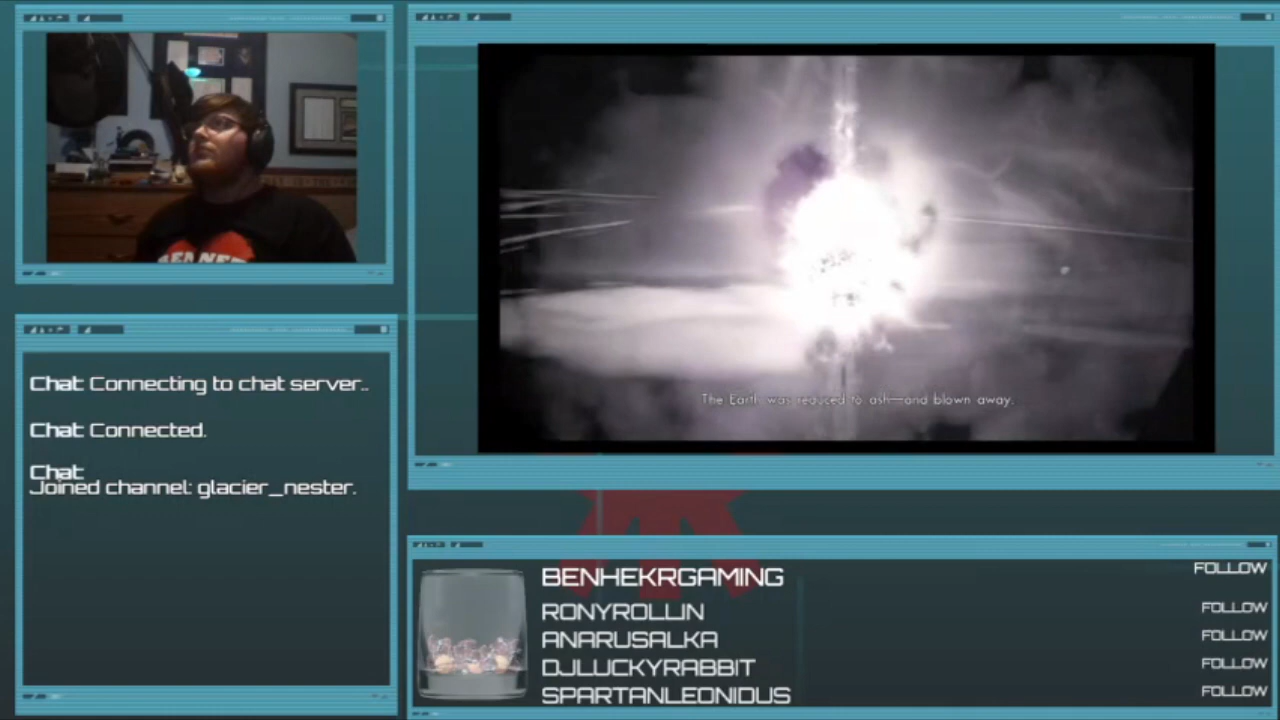 Chat: Connecting to chat server..
Chat: Connected.
Chat:
Joined channel: glacier_nester.
The Earth was reduced to ash—and blown away.
BENHEKRGAMING FOLLOW
RONYROLLIN FOLLOW
ANARUSALKA FOLLOW
DJLUCKYRABBIT FOLLOW
SPARTANLEONIDUS FOLLOW